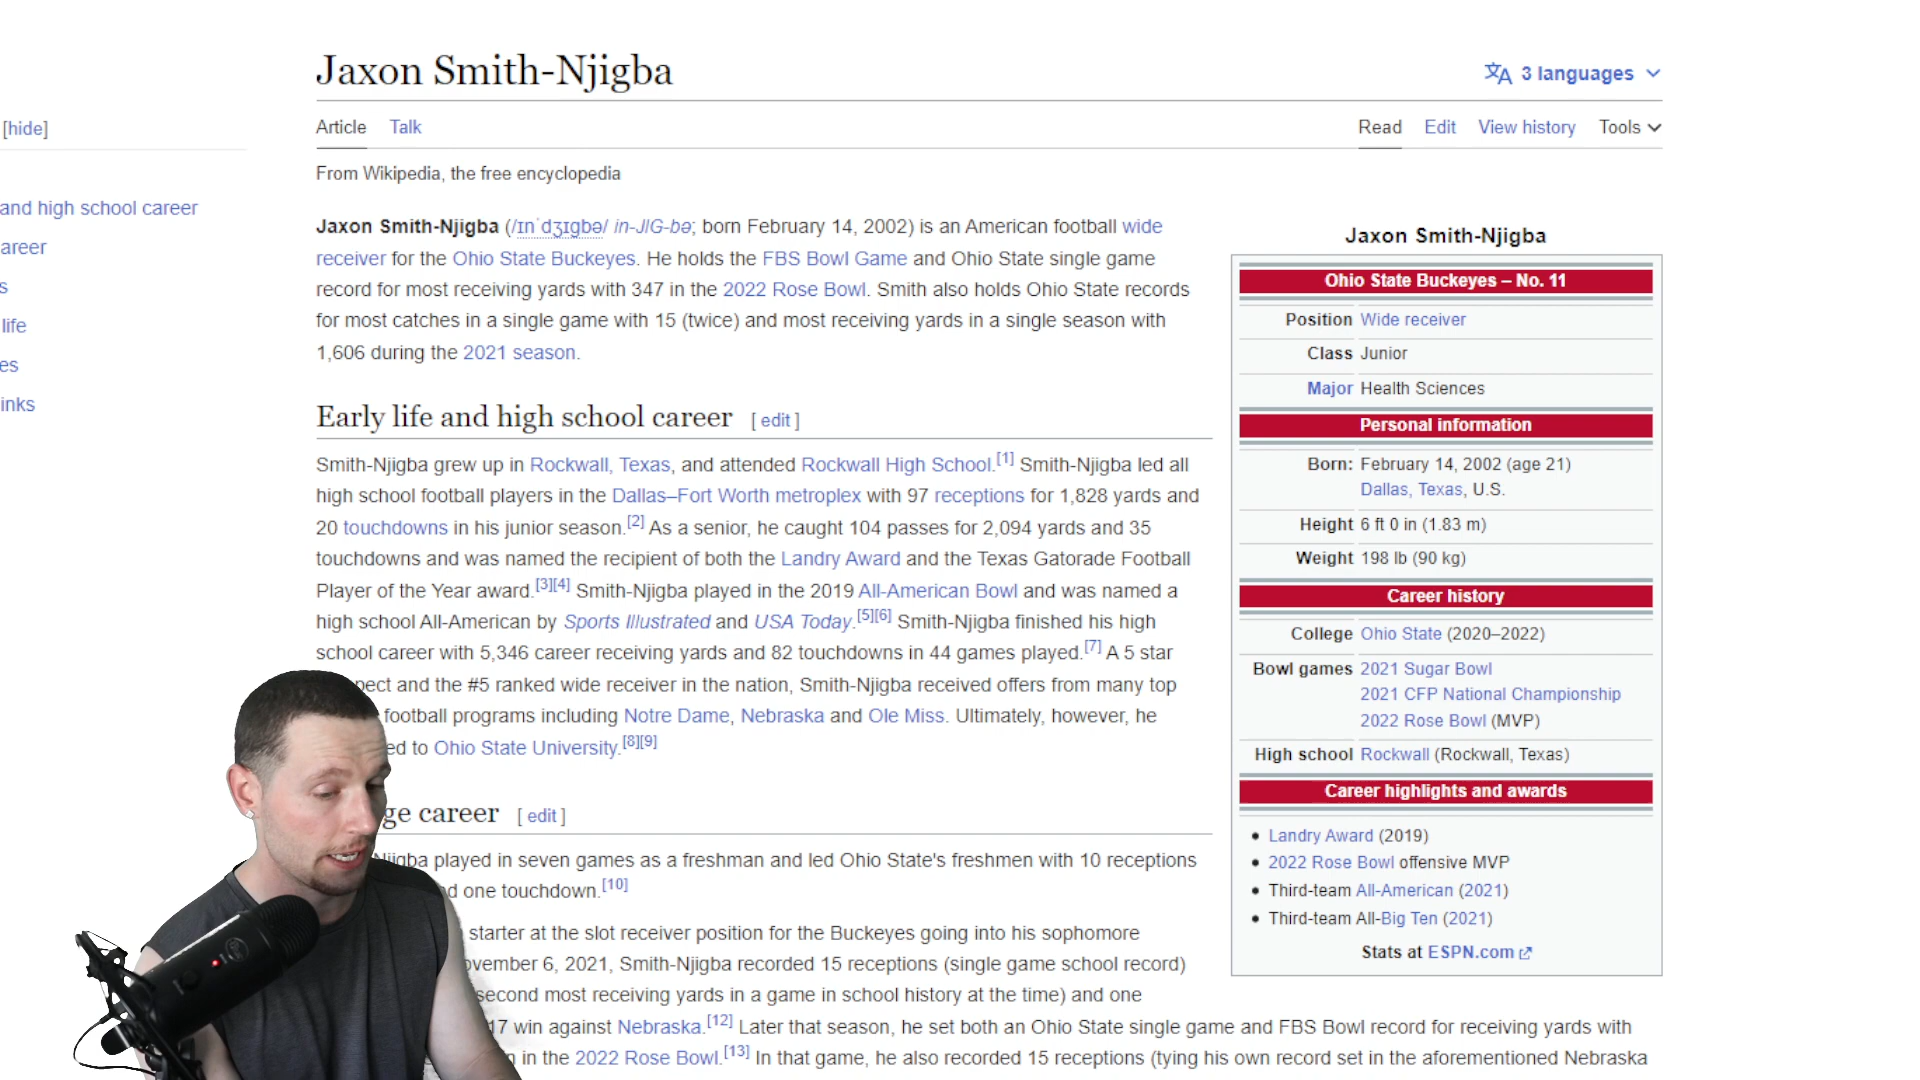 Jaxon Smith-Njigba
3 languages
[hide]
Article Talk
Read Edit View history Tools
From Wikipedia, the free encyclopedia
and high school career
areer
s
life
es
inks
Jaxon Smith-Njigba (/ɪnˈdʒɪɡbə/ in-JIG-bə; born February 14, 2002) is an American football wide
receiver for the Ohio State Buckeyes. He holds the FBS Bowl Game and Ohio State single game
record for most receiving yards with 347 in the 2022 Rose Bowl. Smith also holds Ohio State records
for most catches in a single game with 15 (twice) and most receiving yards in a single season with
1,606 during the 2021 season.
Early life and high school career [ edit ]
Smith-Njigba grew up in Rockwall, Texas, and attended Rockwall High School.[1] Smith-Njigba led all
high school football players in the Dallas–Fort Worth metroplex with 97 receptions for 1,828 yards and
20 touchdowns in his junior season.[2] As a senior, he caught 104 passes for 2,094 yards and 35
touchdowns and was named the recipient of both the Landry Award and the Texas Gatorade Football
Player of the Year award.[3][4] Smith-Njigba played in the 2019 All-American Bowl and was named a
high school All-American by Sports Illustrated and USA Today.[5][6] Smith-Njigba finished his high
school career with 5,346 career receiving yards and 82 touchdowns in 44 games played.[7] A 5 star
pect and the #5 ranked wide receiver in the nation, Smith-Njigba received offers from many top
football programs including Notre Dame, Nebraska and Ole Miss. Ultimately, however, he
ed to Ohio State University.[8][9]
ge career [ edit ]
Njigba played in seven games as a freshman and led Ohio State's freshmen with 10 receptions
d one touchdown.[10]
starter at the slot receiver position for the Buckeyes going into his sophomore
ovember 6, 2021, Smith-Njigba recorded 15 receptions (single game school record)
second most receiving yards in a game in school history at the time) and one
17 win against Nebraska.[12] Later that season, he set both an Ohio State single game and FBS Bowl record for receiving yards with
in the 2022 Rose Bowl.[13] In that game, he also recorded 15 receptions (tying his own record set in the aforementioned Nebraska
Jaxon Smith-Njigba
Ohio State Buckeyes – No. 11
Position Wide receiver
Class Junior
Major Health Sciences
Personal information
Born: February 14, 2002 (age 21)
Dallas, Texas, U.S.
Height 6 ft 0 in (1.83 m)
Weight 198 lb (90 kg)
Career history
College Ohio State (2020–2022)
Bowl games 2021 Sugar Bowl
2021 CFP National Championship
2022 Rose Bowl (MVP)
High school Rockwall (Rockwall, Texas)
Career highlights and awards
• Landry Award (2019)
• 2022 Rose Bowl offensive MVP
• Third-team All-American (2021)
• Third-team All-Big Ten (2021)
Stats at ESPN.com